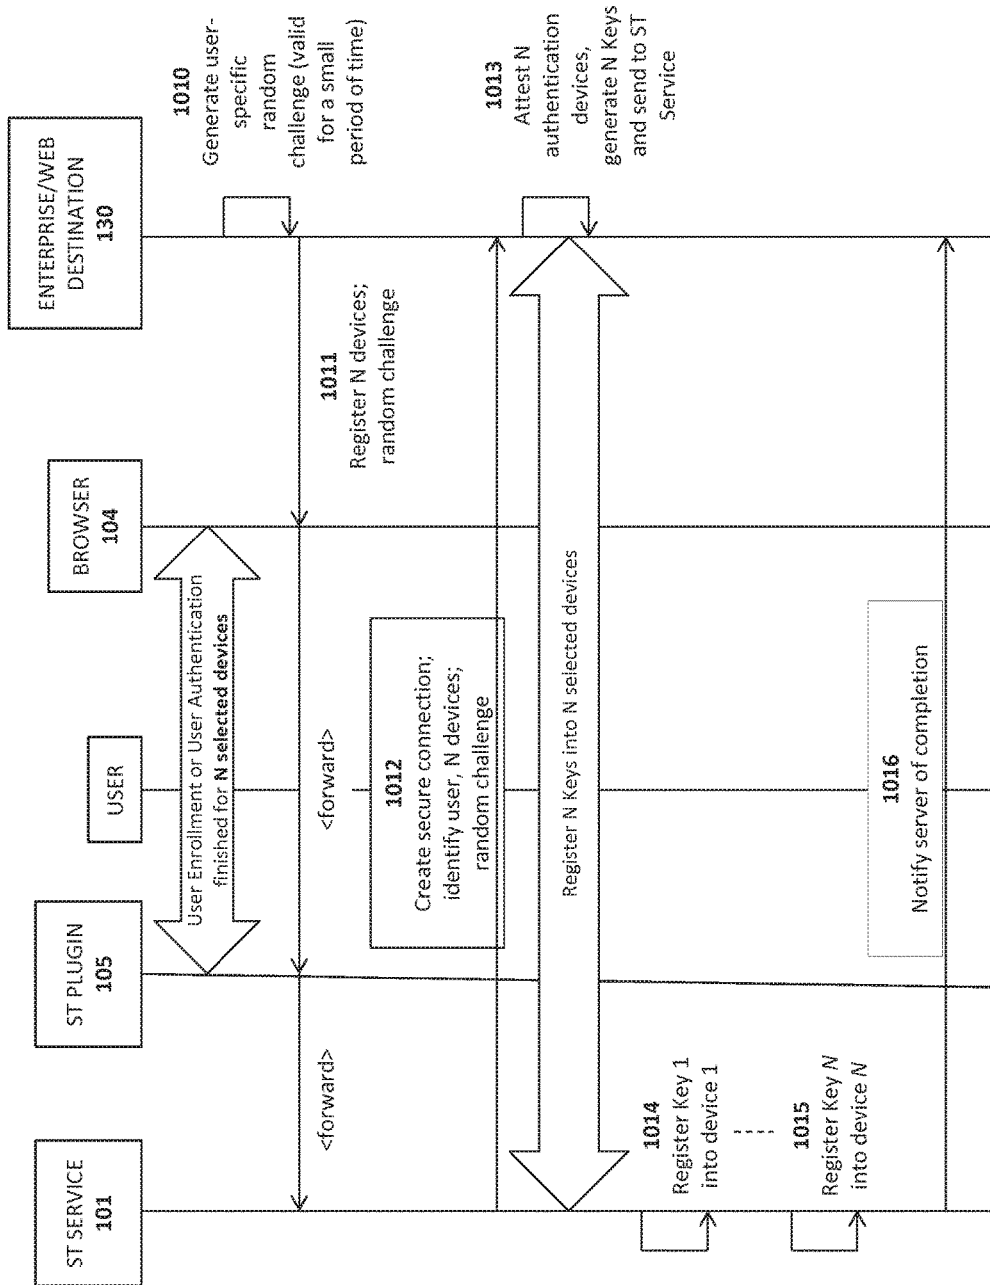 ST SERVICE
101
ST PLUGIN
105
USER
BROWSER
104
ENTERPRISE/WEB
DESTINATION
130
User Enrollment or User Authentication
finished for N selected devices
1010
Generate user-
specific
random
challenge (valid
for a small
period of time)
1011
Register N devices;
random challenge
<forward>
<forward>
1012
Create secure connection;
identify user, N devices;
random challenge
1013
Attest N
authentication
devices,
generate N Keys
and send to ST
Service
Register N Keys into N selected devices
1014
Register Key 1
into device 1
1015
Register Key N
into device N
1016
Notify server of completion